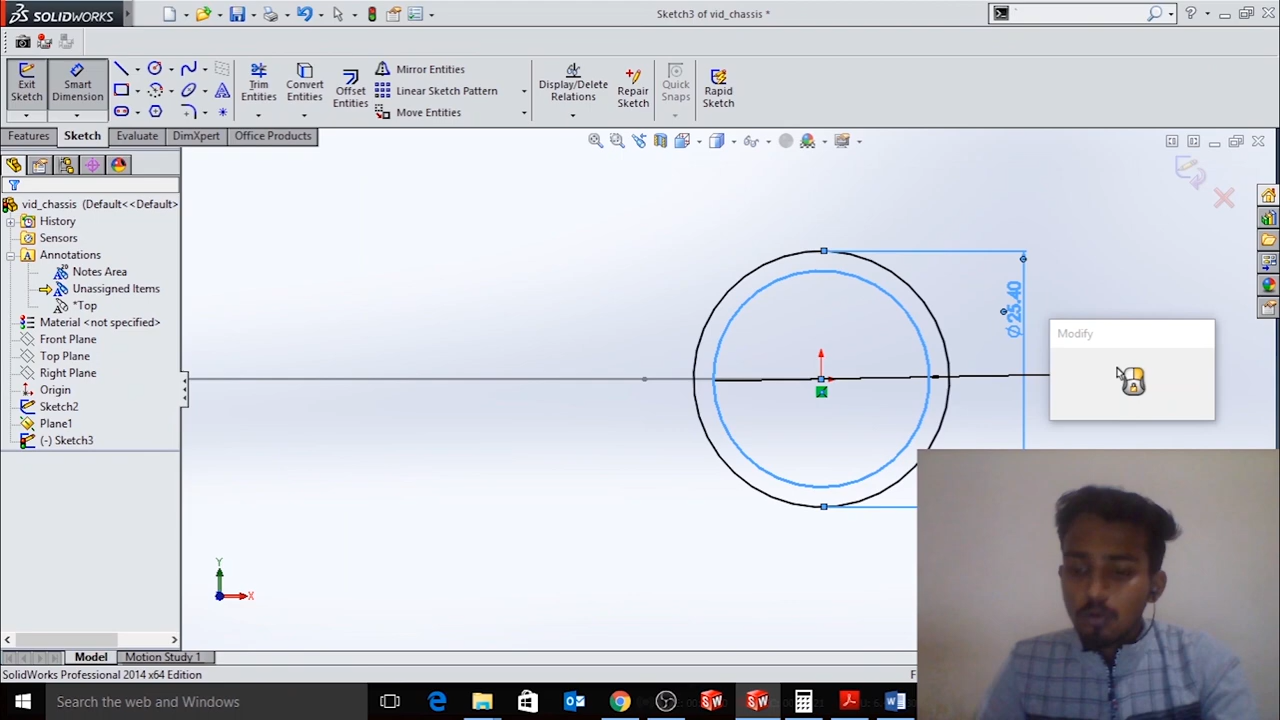 SOLIDWORKS
Sketch3 of vid_chassis *
Exit Sketch
Smart Dimension
Trim Entities
Convert Entities
Offset Entities
Mirror Entities
Linear Sketch Pattern
Move Entities
Display/Delete Relations
Repair Sketch
Quick Snaps
Rapid Sketch
Features
Sketch
Evaluate
DimXpert
Office Products
vid_chassis (Default<<Default>
History
Sensors
Annotations
Notes Area
Unassigned Items
*Top
Material <not specified>
Front Plane
Top Plane
Right Plane
Origin
Sketch2
Plane1
(-) Sketch3
⌀25.40
Modify
Y
X
Model
Motion Study 1
SolidWorks Professional 2014 x64 Edition
Search the web and Windows